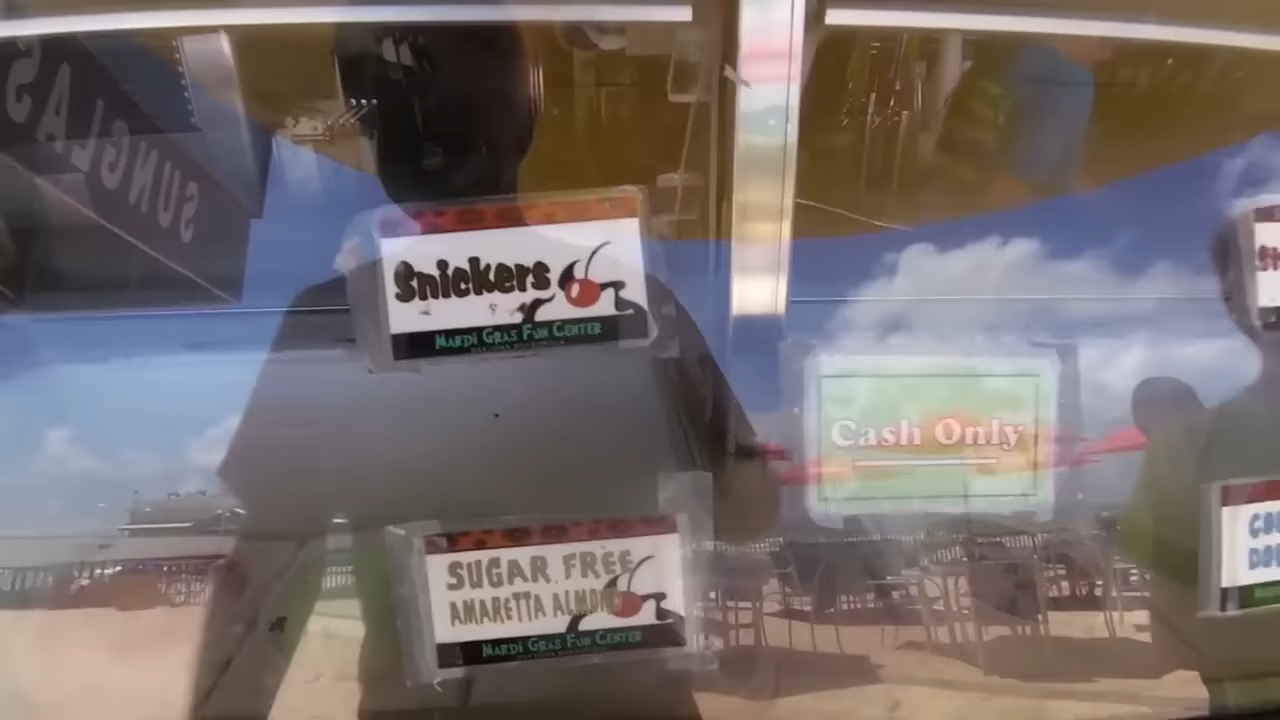 SUNGLAS
Snickers
MARDI GRAS FUN CENTER
Cash Only
SUGAR FREE
AMARETTA ALMOND
MARDI GRAS FUN CENTER